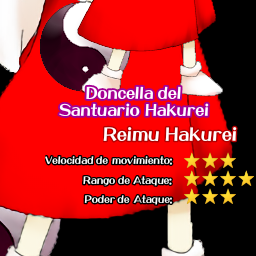 Doncella del
Santuario Hakurei
Reimu Hakurei
Velocidad de movimiento: ★★★
Rango de Ataque: ★★★★
Poder de Ataque: ★★★